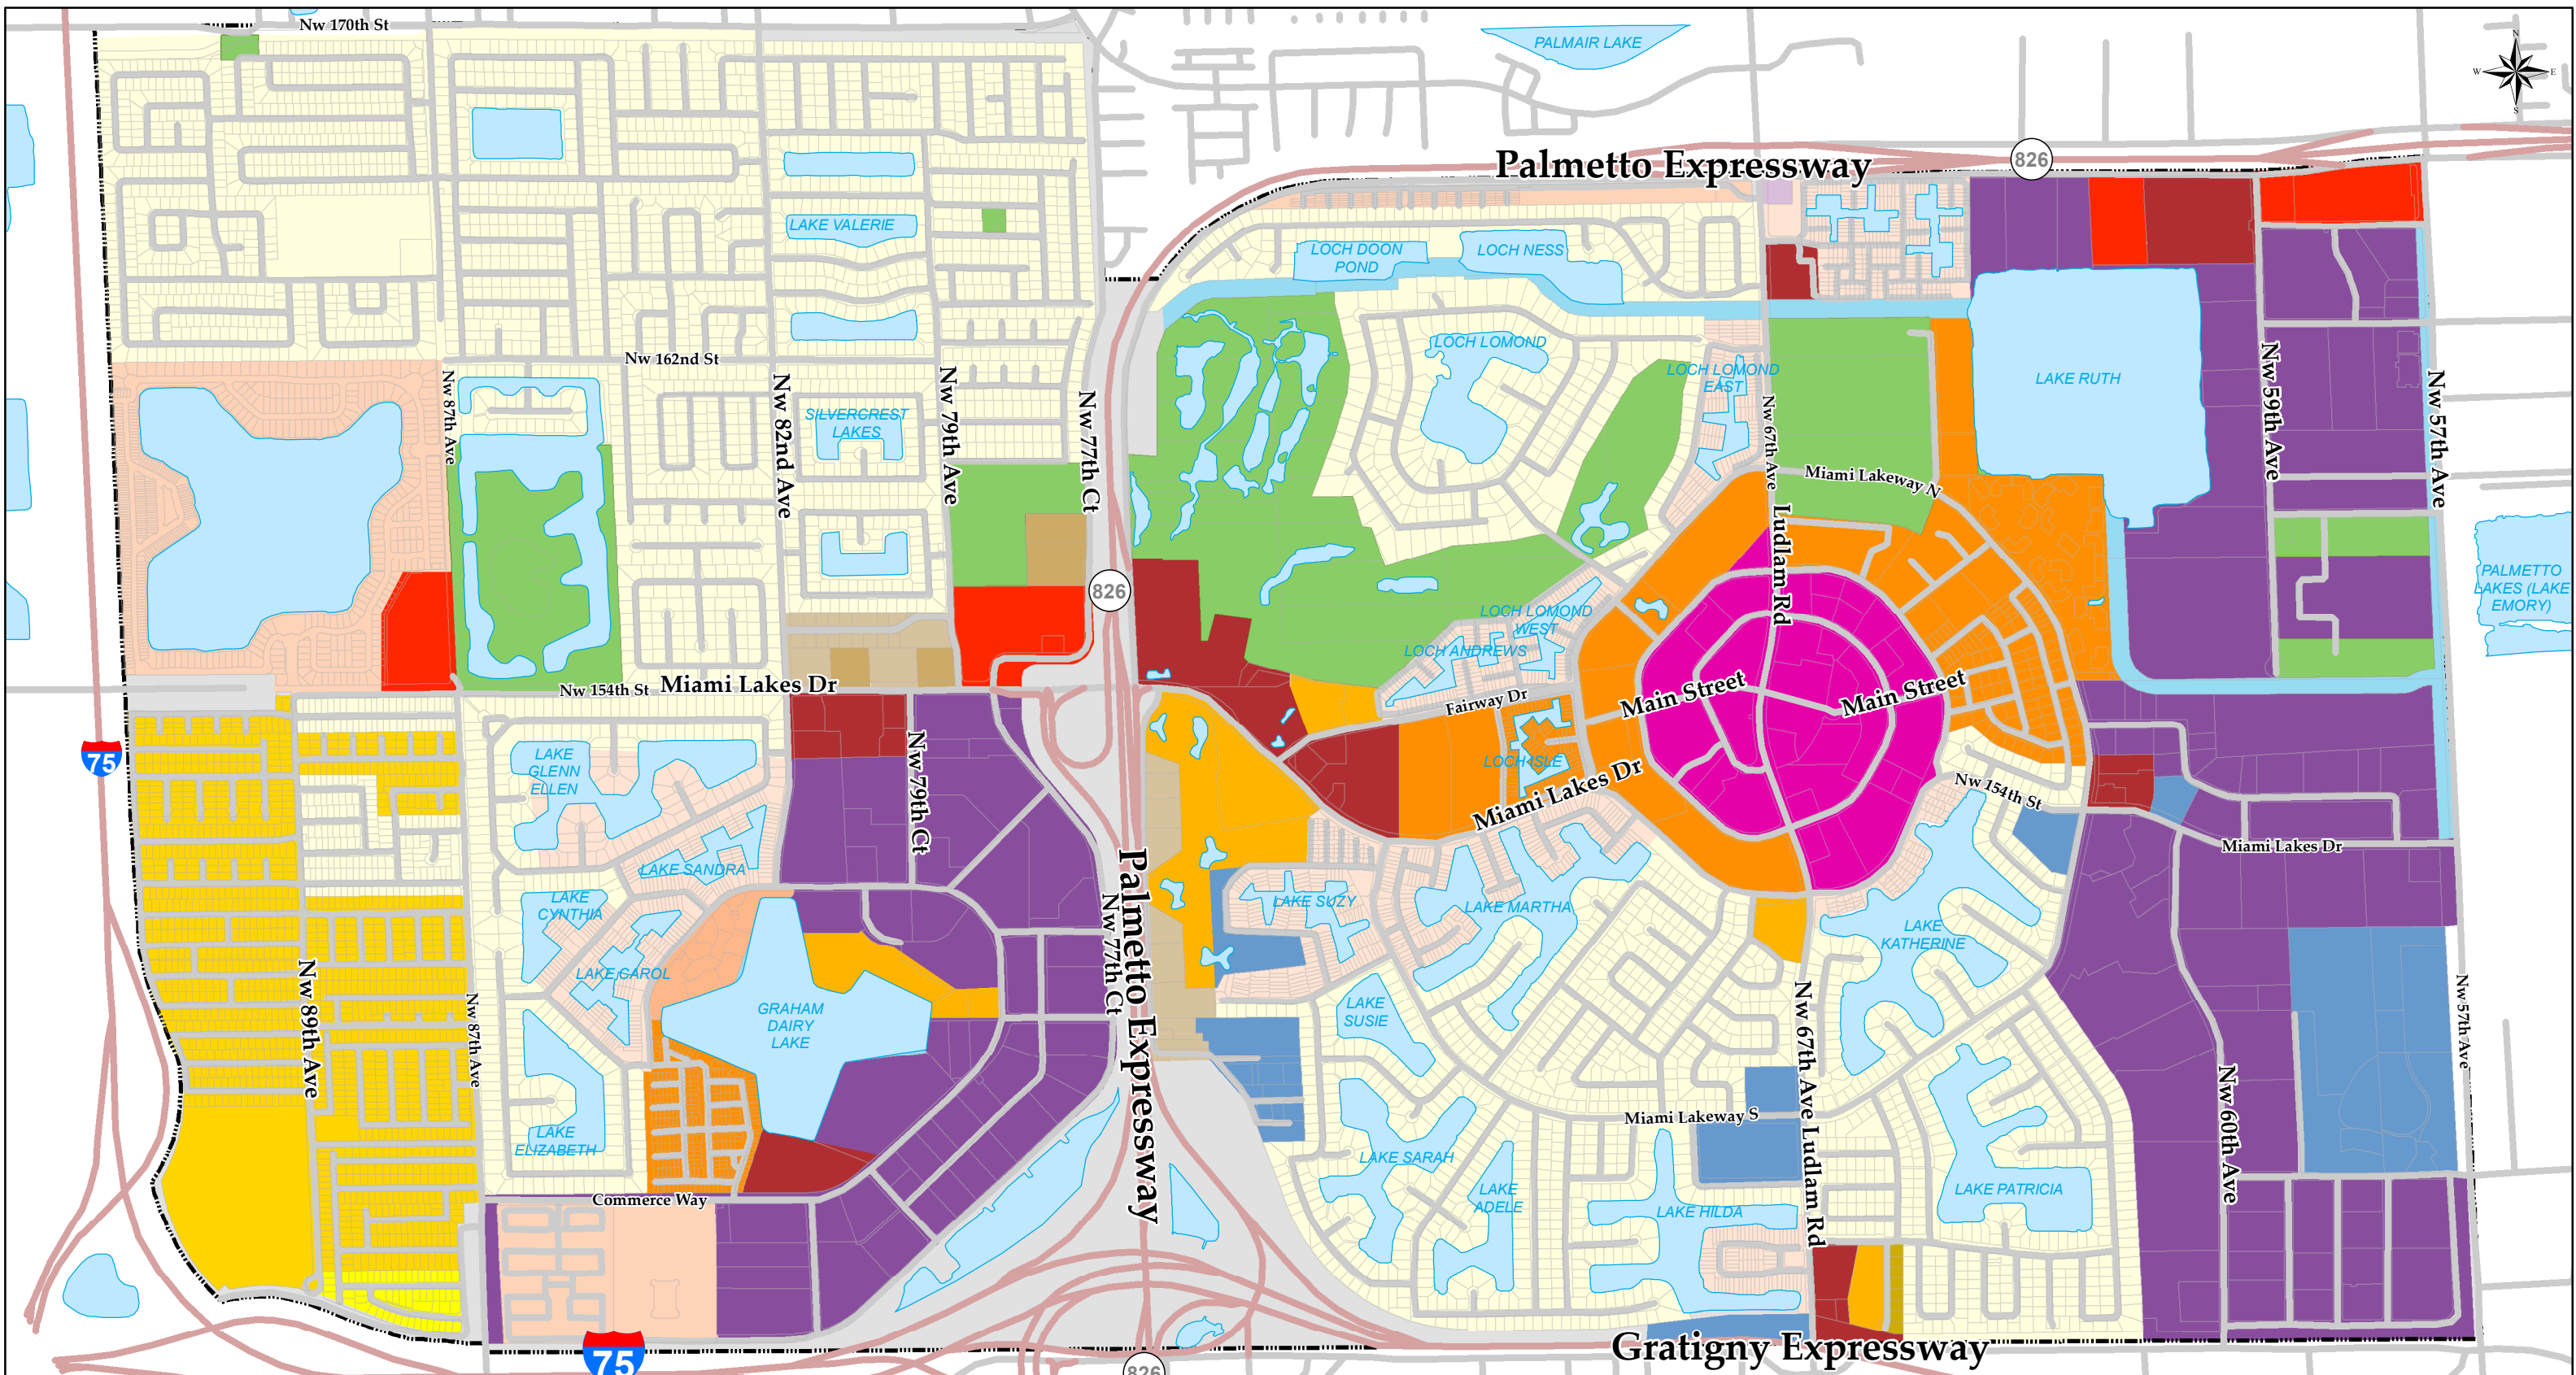 Nw 170th St
PALMAIR LAKE
N
W
E
S
Palmetto Expressway
826
LAKE VALERIE
LOCH DOON
POND
LOCH NESS
LOCH LOMOND
Nw 162nd St
LOCH LOMOND
EAST
LAKE RUTH
Nw 87th Ave
Nw 82nd Ave
SILVERCREST
LAKES
Nw 79th Ave
Nw 77th Ct
Nw 67th Ave
Nw 59th Ave
Nw 57th Ave
Miami Lakeway N
Ludlam Rd
826
PALMETTO
LAKES (LAKE
EMORY)
LOCH LOMOND
WEST
LOCH ANDREWS
Nw 154th St
Miami Lakes Dr
Fairway Dr
Main Street
Main Street
75
LAKE
GLENN
ELLEN
Nw 79th Ct
LOCH ISLE
Miami Lakes Dr
Nw 154th St
Miami Lakes Dr
LAKE SANDRA
LAKE
CYNTHIA
LAKE CAROL
Palmetto Expressway
Nw 77th Ct
LAKE SUZY
LAKE MARTHA
LAKE
KATHERINE
Nw 89th Ave
Nw 87th Ave
GRAHAM
DAIRY
LAKE
LAKE
SUSIE
Nw 67th Ave Ludlam Rd
Nw 57th Ave
Nw 60th Ave
Miami Lakeway S
LAKE
ELIZABETH
LAKE SARAH
LAKE
ADELE
LAKE HILDA
LAKE PATRICIA
Commerce Way
75
826
Gratigny Expressway